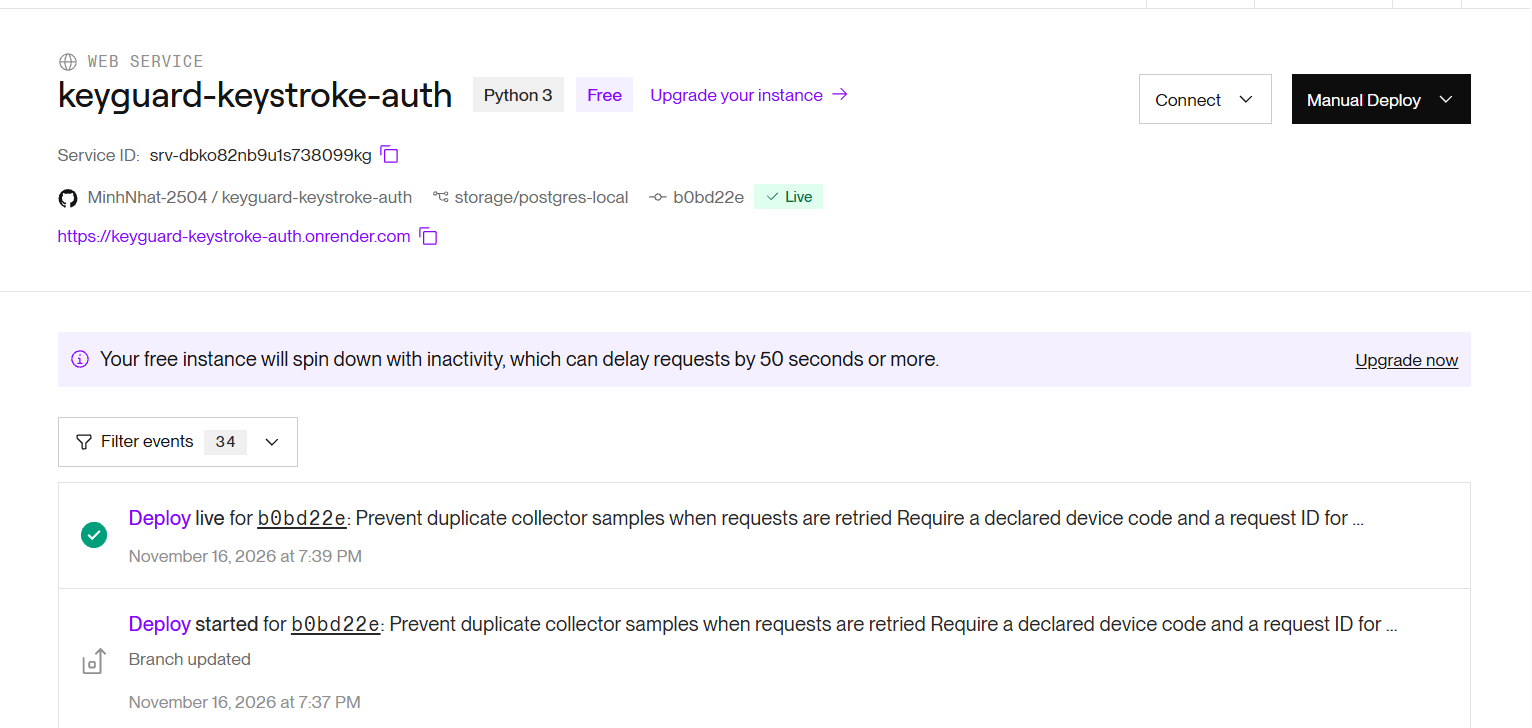 WEB SERVICE
keyguard-keystroke-auth Python 3 Free Upgrade your instance → Connect Manual Deploy
Service ID: srv-dbko82nb9u1s738099kg
MinhNhat-2504 / keyguard-keystroke-auth storage/postgres-local b0bd22e Live
https://keyguard-keystroke-auth.onrender.com
Your free instance will spin down with inactivity, which can delay requests by 50 seconds or more. Upgrade now
Filter events 34
Deploy live for b0bd22e: Prevent duplicate collector samples when requests are retried Require a declared device code and a request ID for ...
November 16, 2026 at 7:39 PM
Deploy started for b0bd22e: Prevent duplicate collector samples when requests are retried Require a declared device code and a request ID for ...
Branch updated
November 16, 2026 at 7:37 PM